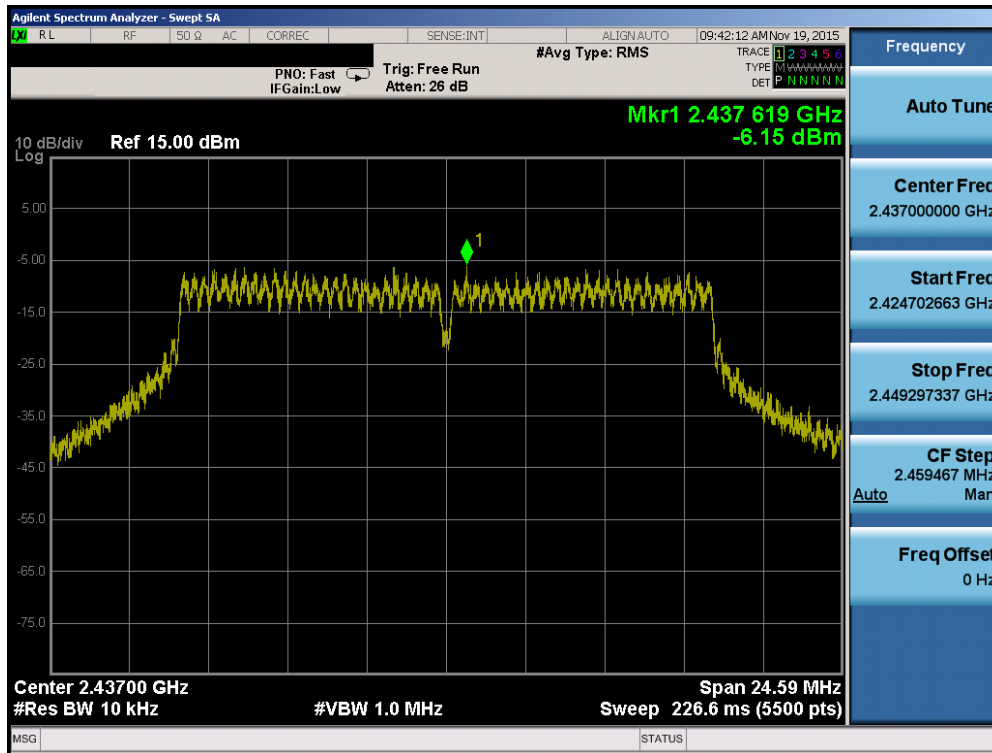 Agilent Spectrum Analyzer - Swept SA
LXI RL RF 50 Ω AC CORREC SENSE:INT ALIGN AUTO 09:42:12 AM Nov 19, 2015
#Avg Type: RMS TRACE 1 2 3 4 5 6
PNO: Fast Trig: Free Run TYPE M WWWWW
IFGain:Low Atten: 26 dB DET P N N N N N
Mkr1 2.437 619 GHz
10 dB/div Ref 15.00 dBm -6.15 dBm
Log
5.00
1
-5.00
-15.0
-25.0
-35.0
-45.0
-55.0
-65.0
-75.0
Center 2.43700 GHz Span 24.59 MHz
#Res BW 10 kHz #VBW 1.0 MHz Sweep 226.6 ms (5500 pts)
MSG STATUS
Frequency
Auto Tune
Center Freq
2.437000000 GHz
Start Freq
2.424702663 GHz
Stop Freq
2.449297337 GHz
CF Step
2.459467 MHz
Auto Man
Freq Offset
0 Hz